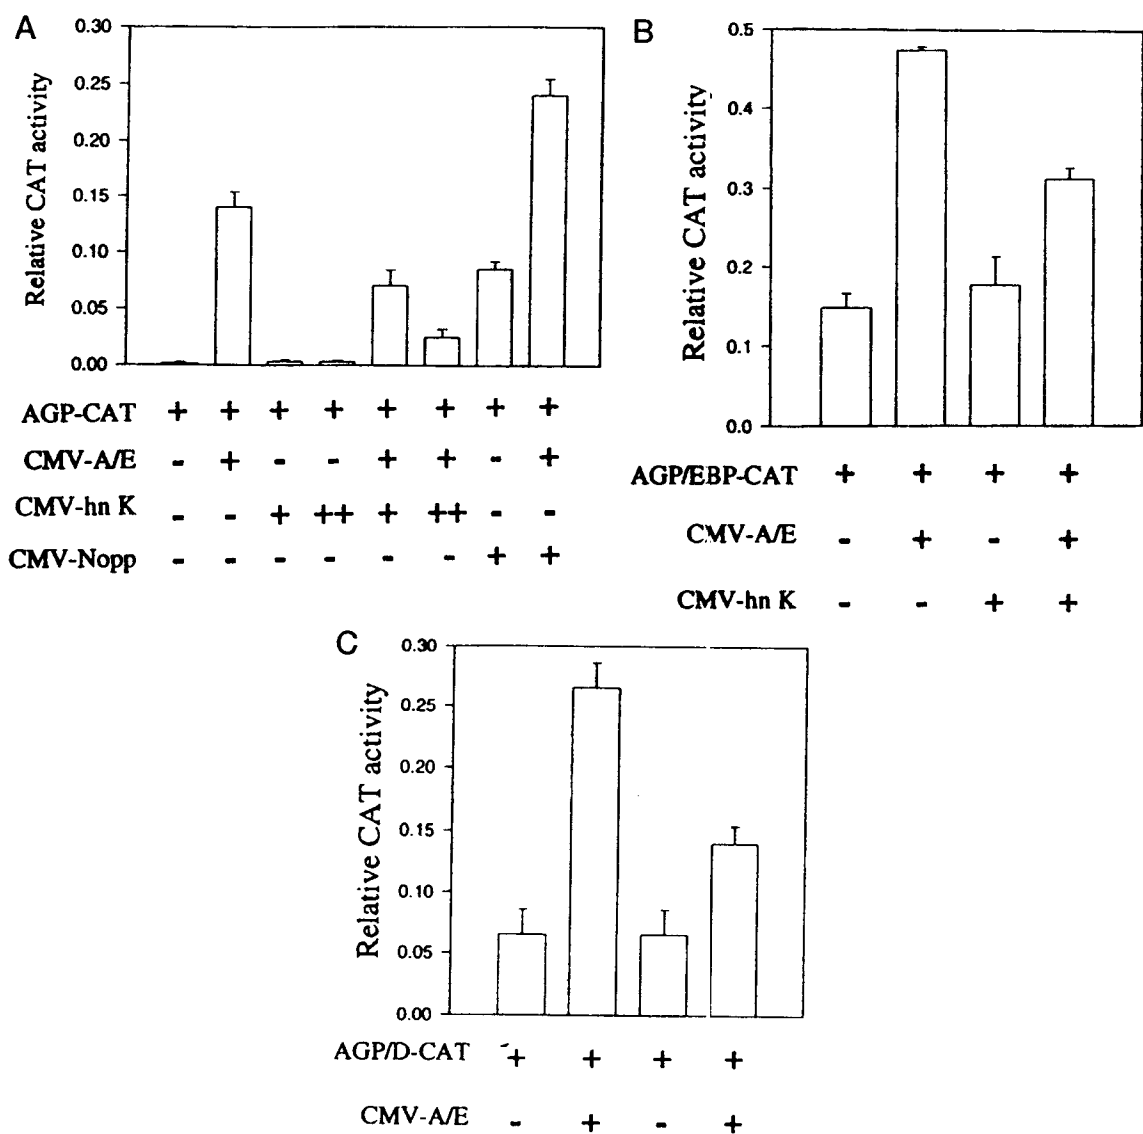 A
Relative CAT activity
0.30
0.25
0.20
0.15
0.10
0.05
0.00
AGP-CAT + + + + + + + +
CMV-A/E - + - - + + - +
CMV-hn K - - + ++ + ++ - -
CMV-Nopp - - - - - - + +
B
Relative CAT activity
0.5
0.4
0.3
0.2
0.1
0.0
AGP/EBP-CAT + + + +
CMV-A/E - + - +
CMV-hn K - - + +
C
Relative CAT activity
0.30
0.25
0.20
0.15
0.10
0.05
0.00
AGP/D-CAT + + + +
CMV-A/E - + - +